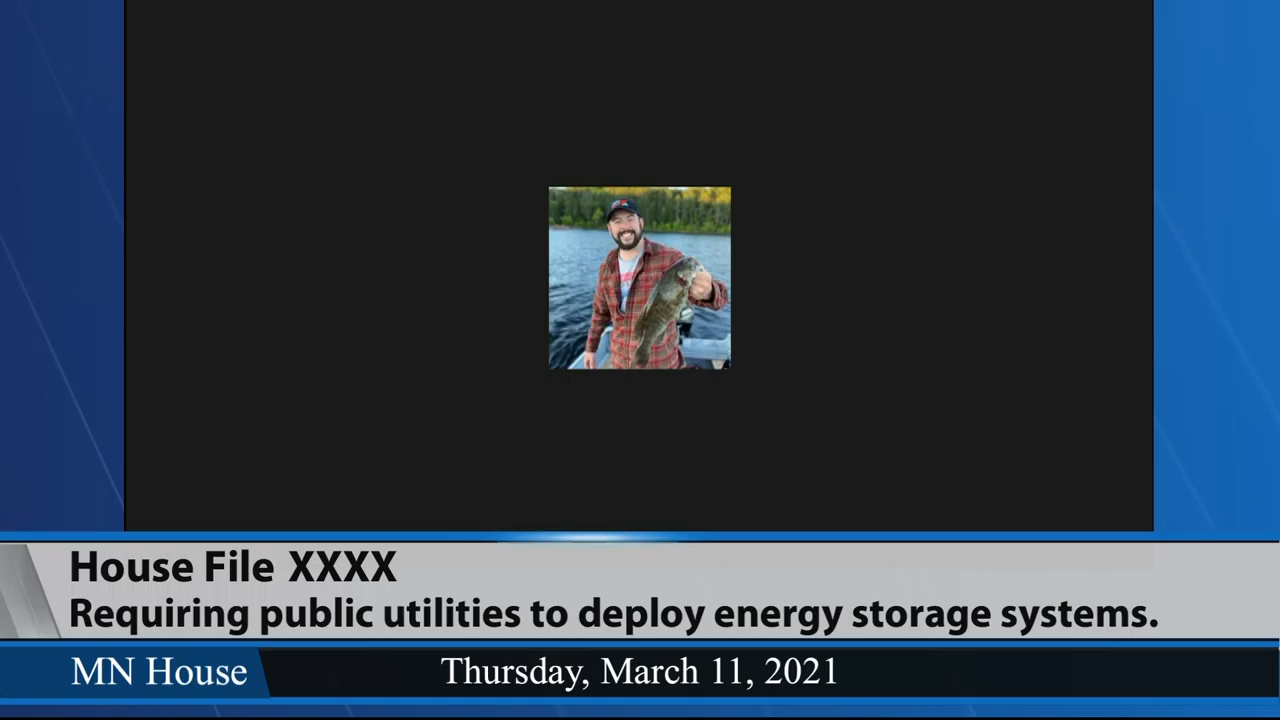 House File XXXX
Requiring public utilities to deploy energy storage systems.
MN House
Thursday, March 11, 2021